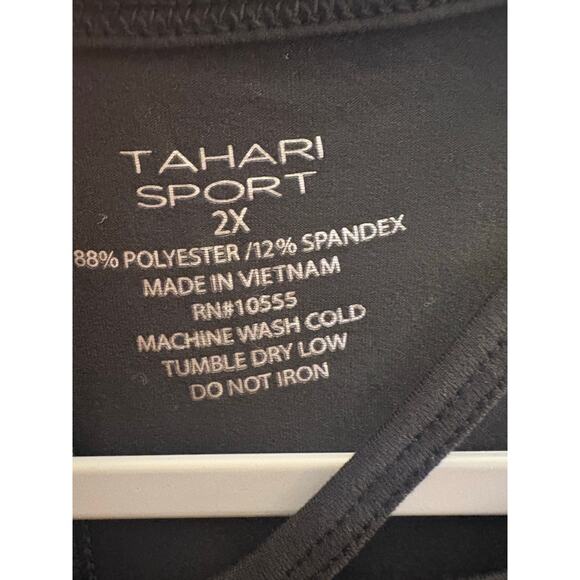 TAHARI
SPORT
2X
88% POLYESTER /12% SPANDEX
MADE IN VIETNAM
RN#10555
MACHINE WASH COLD
TUMBLE DRY LOW
DO NOT IRON